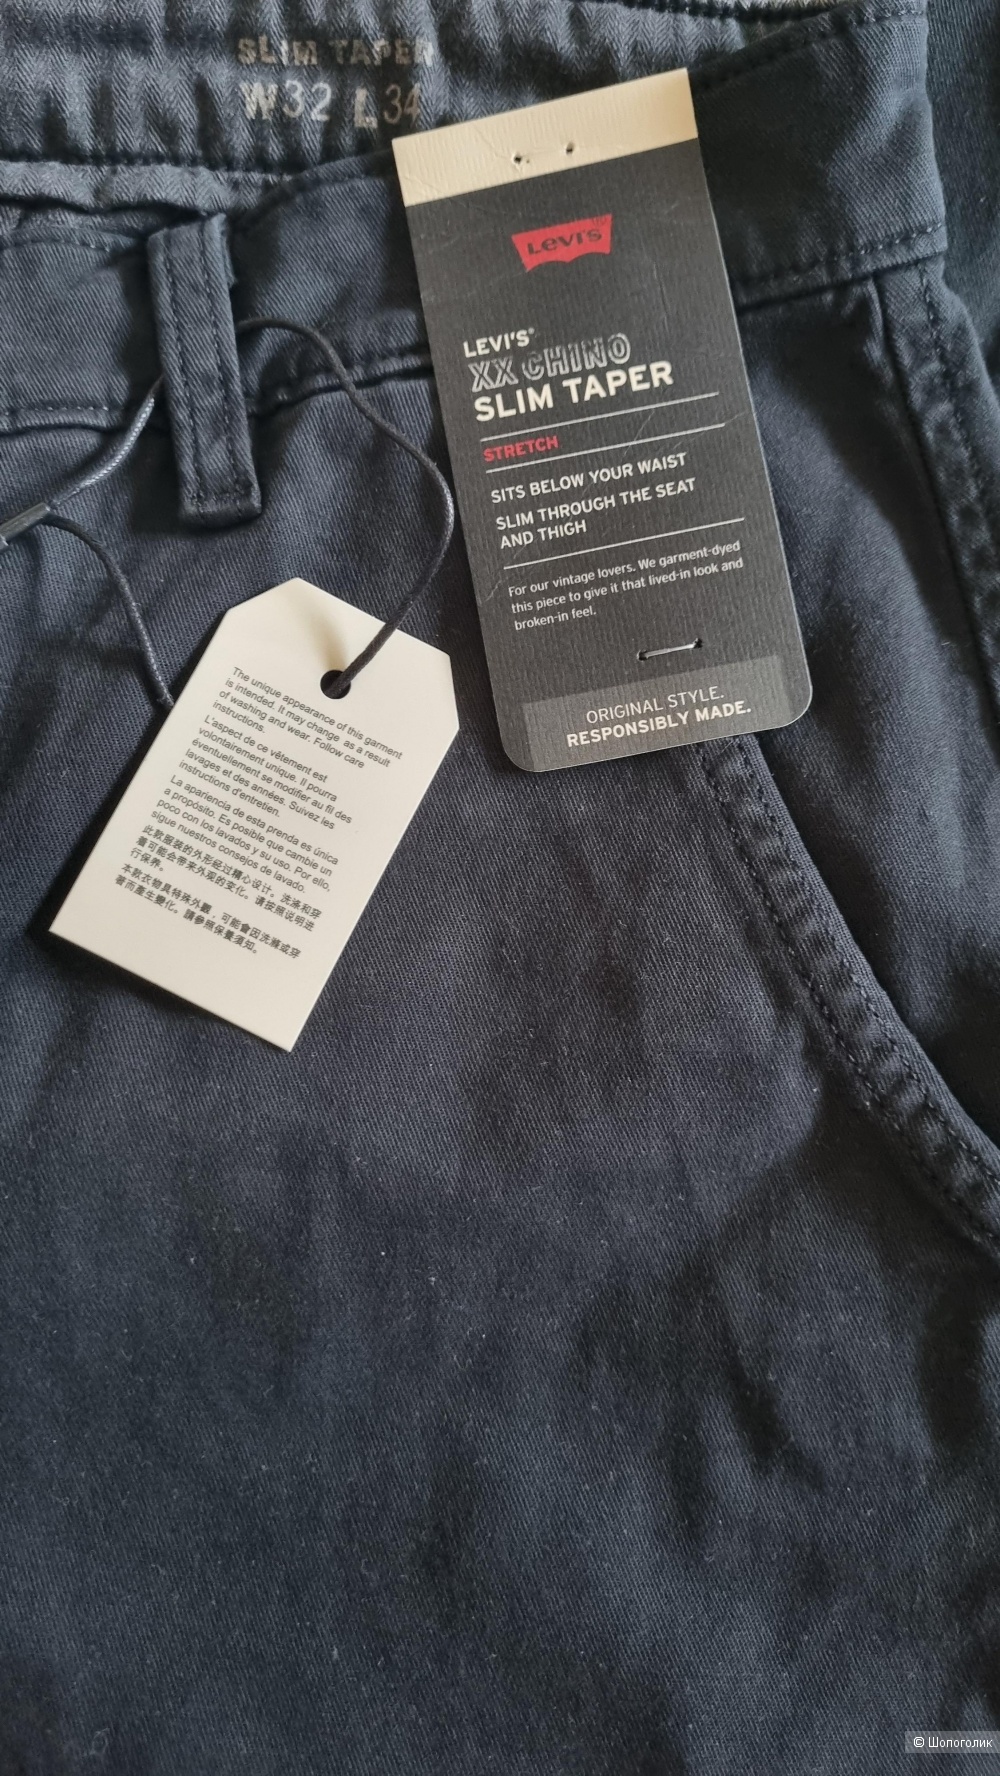 SLIM TAPER
W32 L34
Levi's
LEVI'S®
XX CHINO
SLIM TAPER
STRETCH
SITS BELOW YOUR WAIST
SLIM THROUGH THE SEAT
AND THIGH
For our vintage lovers. We garment-dyed
this piece to give it that lived-in look and
broken-in feel.
ORIGINAL STYLE.
RESPONSIBLY MADE.
The unique appearance of this garment
is intended. It may change as a result
of washing and wear. Follow care
instructions.
L'aspect de ce vêtement est
volontairement unique. Il pourra
éventuellement se modifier au fil des
lavages et des années. Suivez les
instructions d'entretien.
La apariencia de esta prenda es única
a propósito. Es posible que cambie un
poco con los lavados y su uso. Por ello,
sigue nuestros consejos de lavado.
此款服装的外形经过精心设计。洗涤和穿
着可能会带来外观的变化。请按照说明进
行保养。
本款衣物具特殊外觀，可能會因洗滌或穿
著而產生變化。請參照保養須知。
© Шопоголик